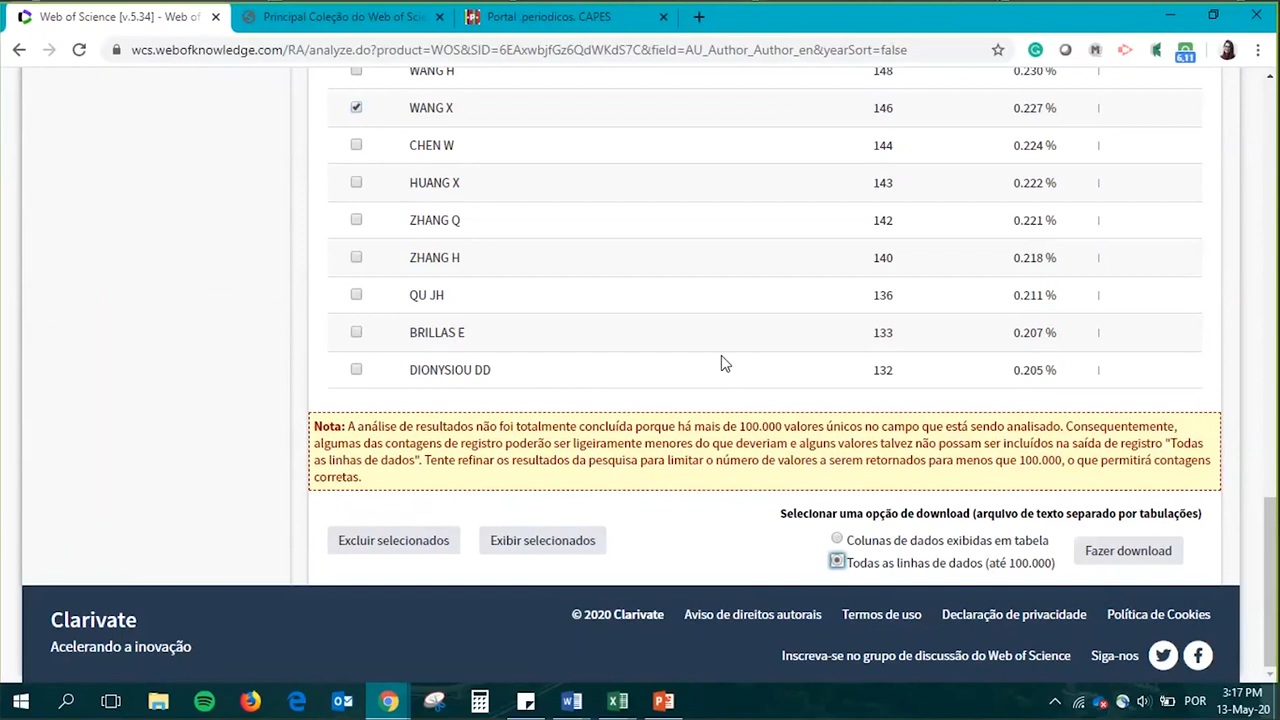 Web of Science [v.5.34] - Web of
Principal Coleção do Web of Scie
Portal .periodicos. CAPES
wcs.webofknowledge.com/RA/analyze.do?product=WOS&SID=6EAxwbjfGz6QdWKdS7C&field=AU_Author_Author_en&yearSort=false
6,11
WANG H 148 0.230 %
WANG X 146 0.227 %
CHEN W 144 0.224 %
HUANG X 143 0.222 %
ZHANG Q 142 0.221 %
ZHANG H 140 0.218 %
QU JH 136 0.211 %
BRILLAS E 133 0.207 %
DIONYSIOU DD 132 0.205 %
Nota: A análise de resultados não foi totalmente concluída porque há mais de 100.000 valores únicos no campo que está sendo analisado. Consequentemente,
algumas das contagens de registro poderão ser ligeiramente menores do que deveriam e alguns valores talvez não possam ser incluídos na saída de registro "Todas
as linhas de dados". Tente refinar os resultados da pesquisa para limitar o número de valores a serem retornados para menos que 100.000, o que permitirá contagens
corretas.
Selecionar uma opção de download (arquivo de texto separado por tabulações)
Excluir selecionados
Exibir selecionados
Colunas de dados exibidas em tabela
Todas as linhas de dados (até 100.000)
Fazer download
Clarivate
Acelerando a inovação
© 2020 Clarivate
Aviso de direitos autorais
Termos de uso
Declaração de privacidade
Política de Cookies
Inscreva-se no grupo de discussão do Web of Science
Siga-nos
POR
3:17 PM
13-May-20